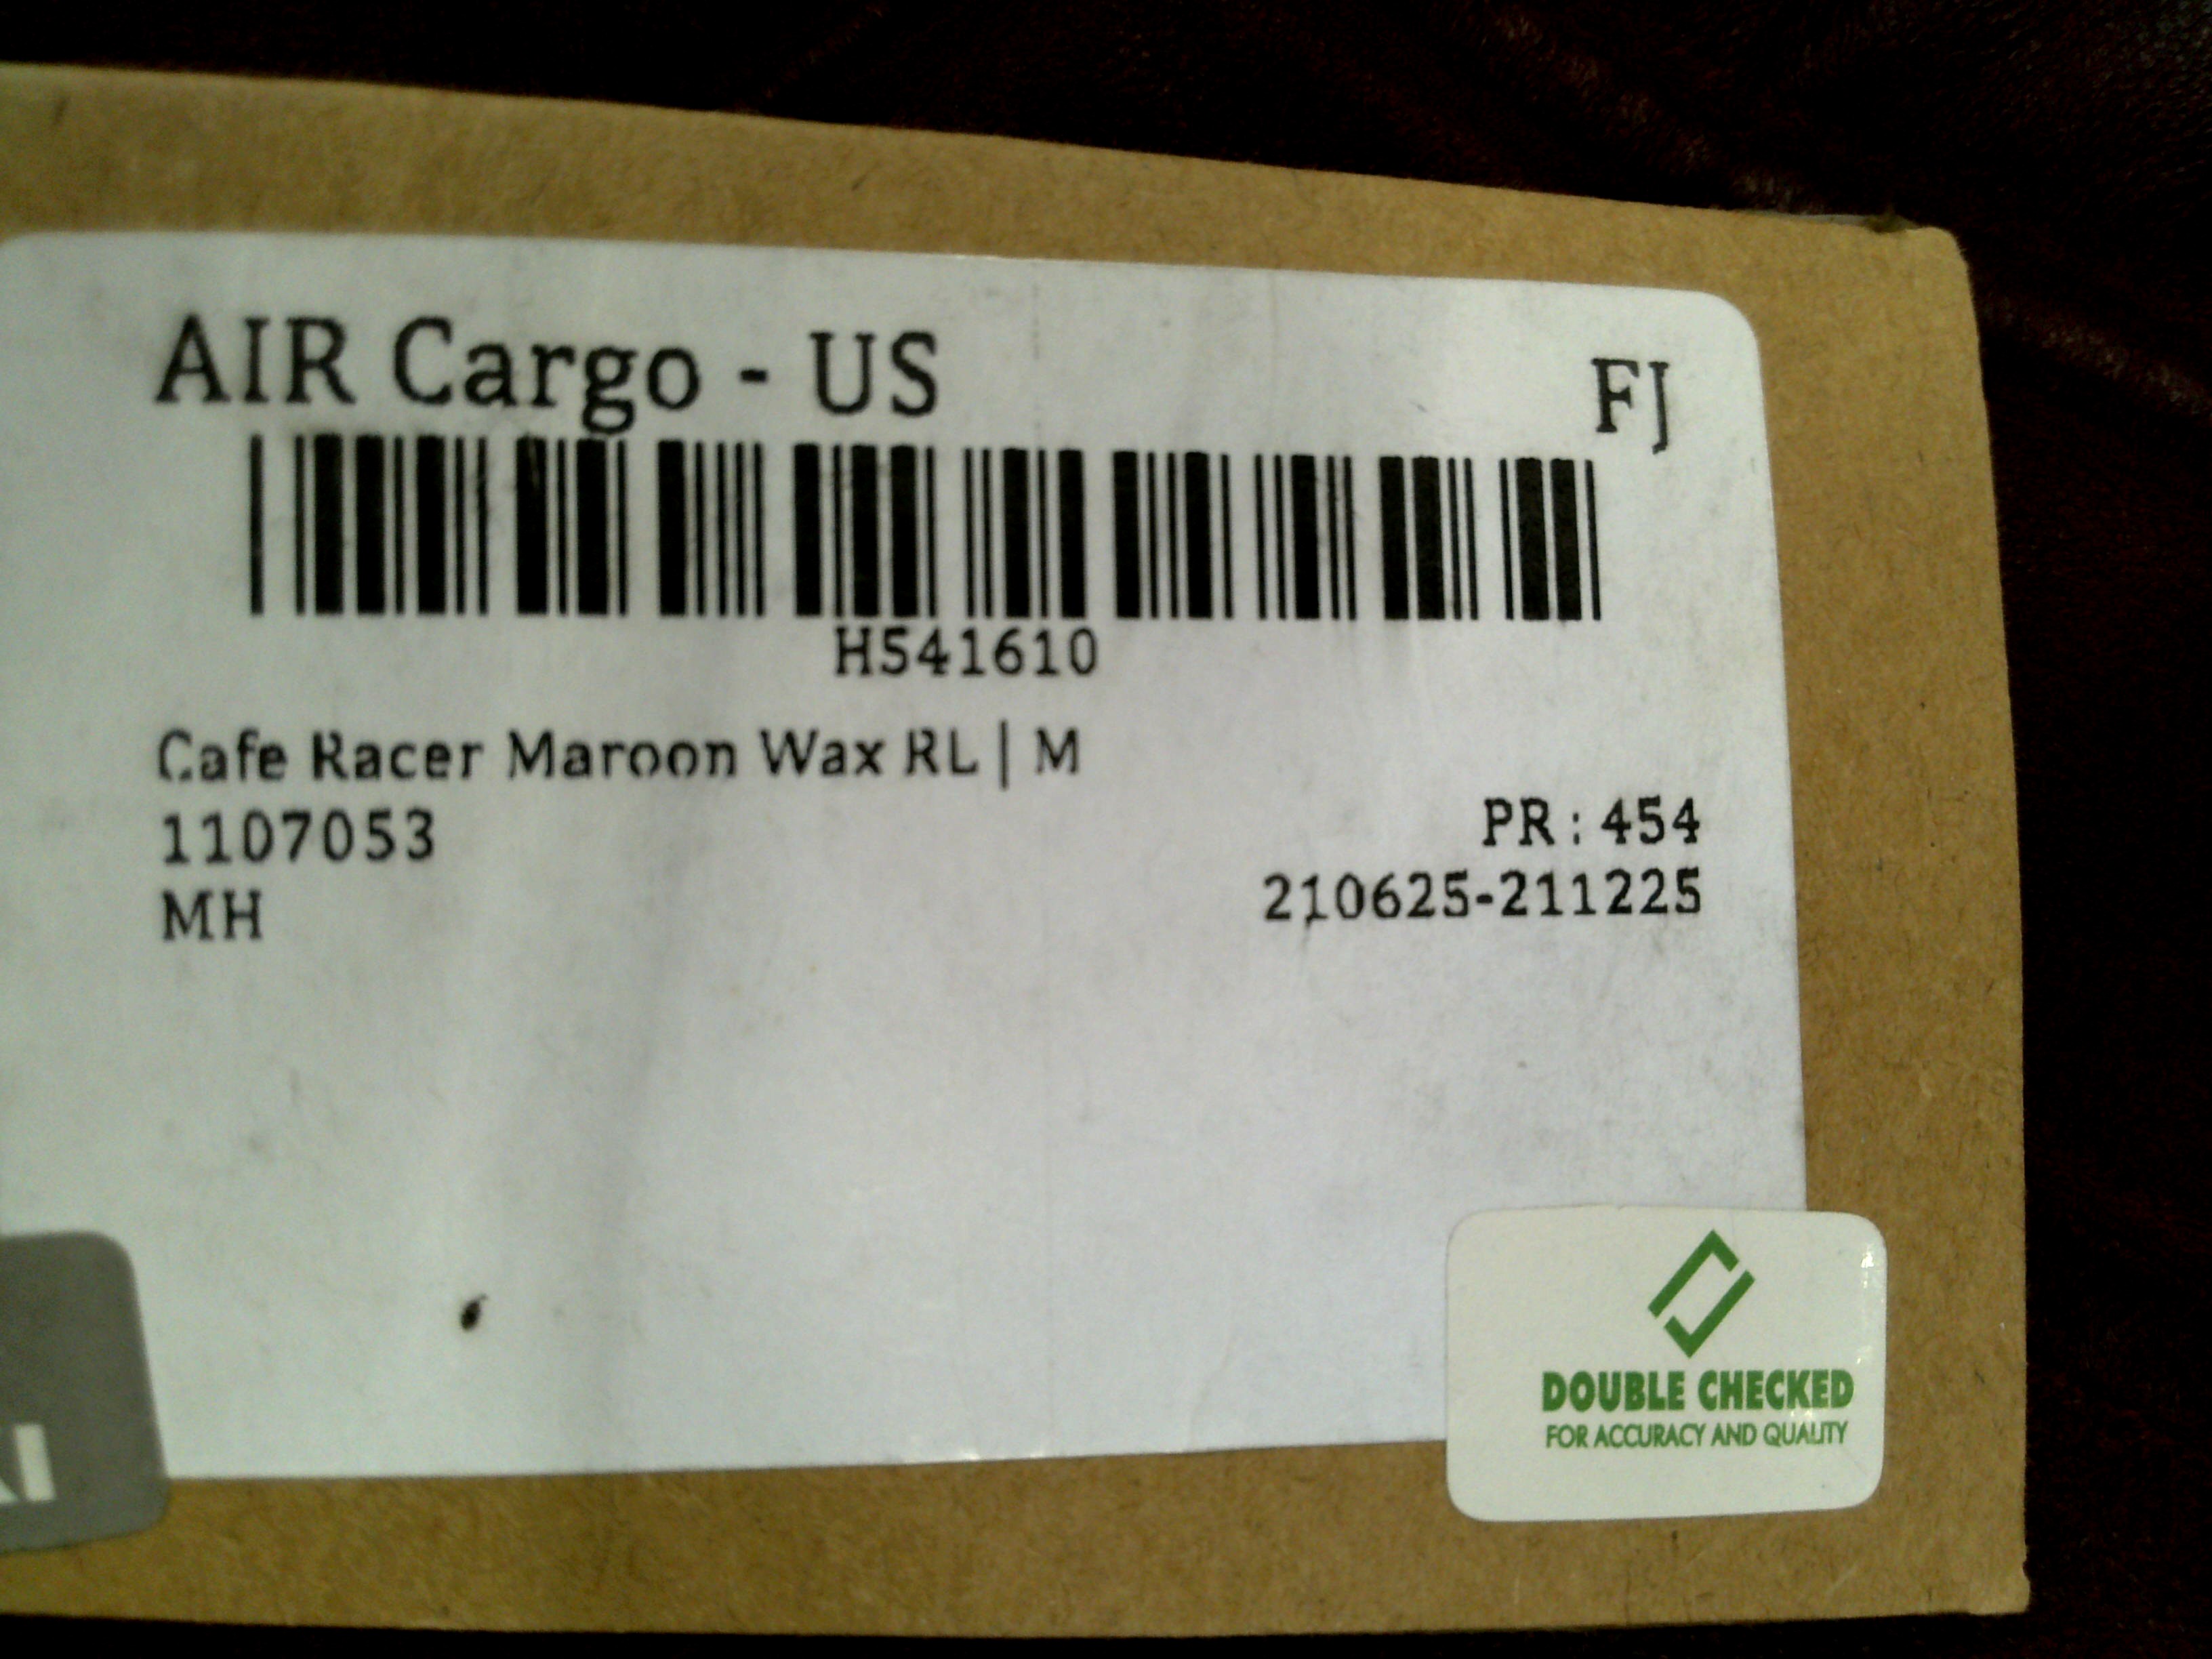 AIR Cargo - US
FJ
H541610
Cafe Racer Maroon Wax RL | M
1107053
PR : 454
MH
210625-211225
DOUBLE CHECKED
FOR ACCURACY AND QUALITY